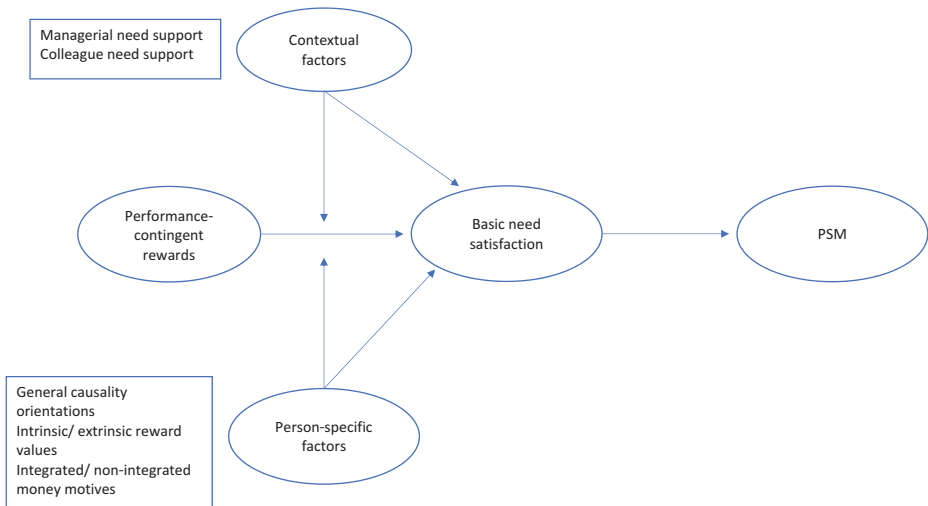 Managerial need support
Colleague need support
Contextual
factors
Performance-
contingent
rewards
Basic need
satisfaction
PSM
General causality
orientations
Intrinsic/ extrinsic reward
values
Integrated/ non-integrated
money motives
Person-specific
factors